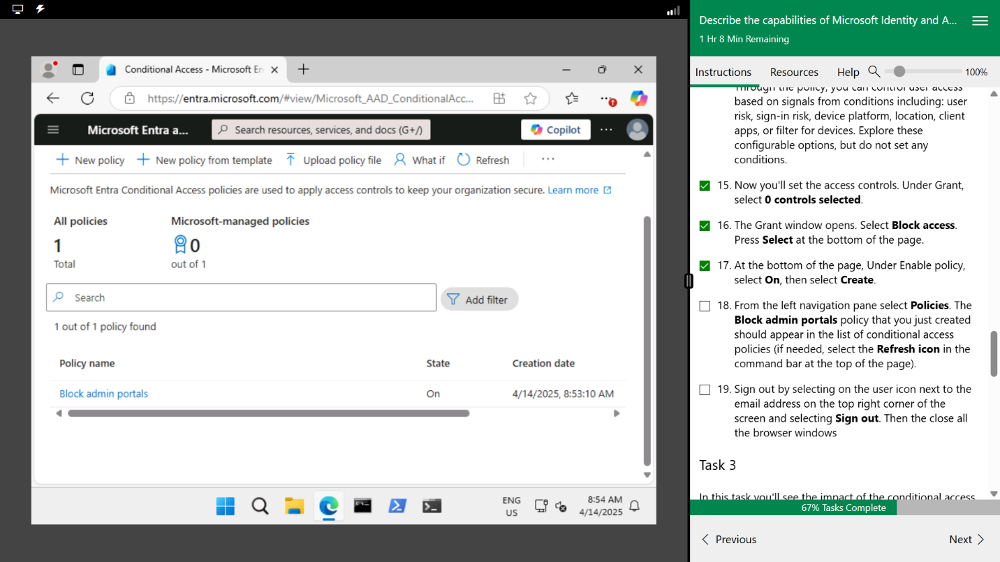 Describe the capabilities of Microsoft Identity and A...
1 Hr 8 Min Remaining
Instructions
Resources
Help
100%
Conditional Access - Microsoft En
https://entra.microsoft.com/#view/Microsoft_AAD_ConditionalAcc...
Microsoft Entra a...
Search resources, services, and docs (G+/)
Copilot
New policy
New policy from template
Upload policy file
What if
Refresh
Microsoft Entra Conditional Access policies are used to apply access controls to keep your organization secure. Learn more
All policies
Microsoft-managed policies
1
0
Total
out of 1
Search
Add filter
1 out of 1 policy found
Policy name
State
Creation date
Block admin portals
On
4/14/2025, 8:53:10 AM
ENG
US
8:54 AM
4/14/2025
Through the policy, you can control user access
based on signals from conditions including: user
risk, sign-in risk, device platform, location, client
apps, or filter for devices. Explore these
configurable options, but do not set any
conditions.
15. Now you'll set the access controls. Under Grant,
select 0 controls selected.
16. The Grant window opens. Select Block access.
Press Select at the bottom of the page.
17. At the bottom of the page, Under Enable policy,
select On, then select Create.
18. From the left navigation pane select Policies. The
Block admin portals policy that you just created
should appear in the list of conditional access
policies (if needed, select the Refresh icon in the
command bar at the top of the page).
19. Sign out by selecting on the user icon next to the
email address on the top right corner of the
screen and selecting Sign out. Then the close all
the browser windows
Task 3
In this task you'll see the impact of the conditional access
67% Tasks Complete
Previous
Next